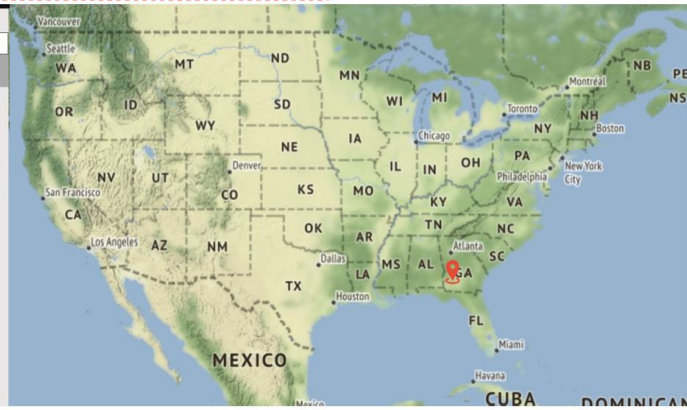 Vancouver
Seattle
WA
MT
ND
MN
Montréal
NB
PE
NS
OR
ID
SD
WI
MI
Toronto
NH
WY
NY
Boston
IA
Chicago
NE
PA
New York
City
Philadelphia
NV
UT
Denver
CO
IL
IN
OH
San Francisco
KS
MO
KY
VA
CA
Los Angeles
AZ
NM
OK
AR
TN
NC
Atlanta
SC
Dallas
LA
MS
AL
GA
TX
Houston
FL
Miami
MEXICO
Havana
CUBA
DOMINICAN
Mexico